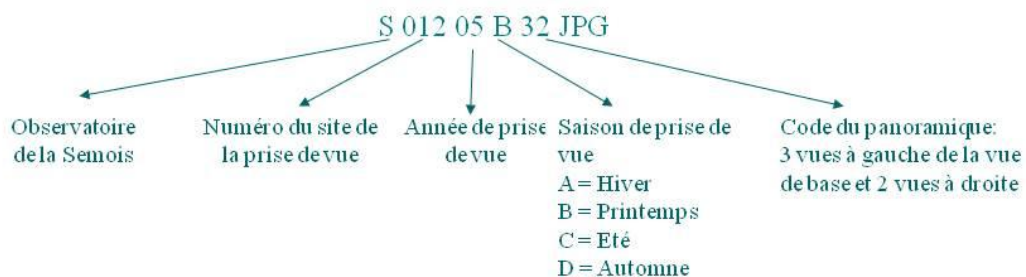 S 012 05 B 32 JPG
Observatoire
de la Semois
Numéro du site de
la prise de vue
Année de prise
de vue
Saison de prise de
vue
A = Hiver
B = Printemps
C = Eté
D = Automne
Code du panoramique:
3 vues à gauche de la vue
de base et 2 vues à droite